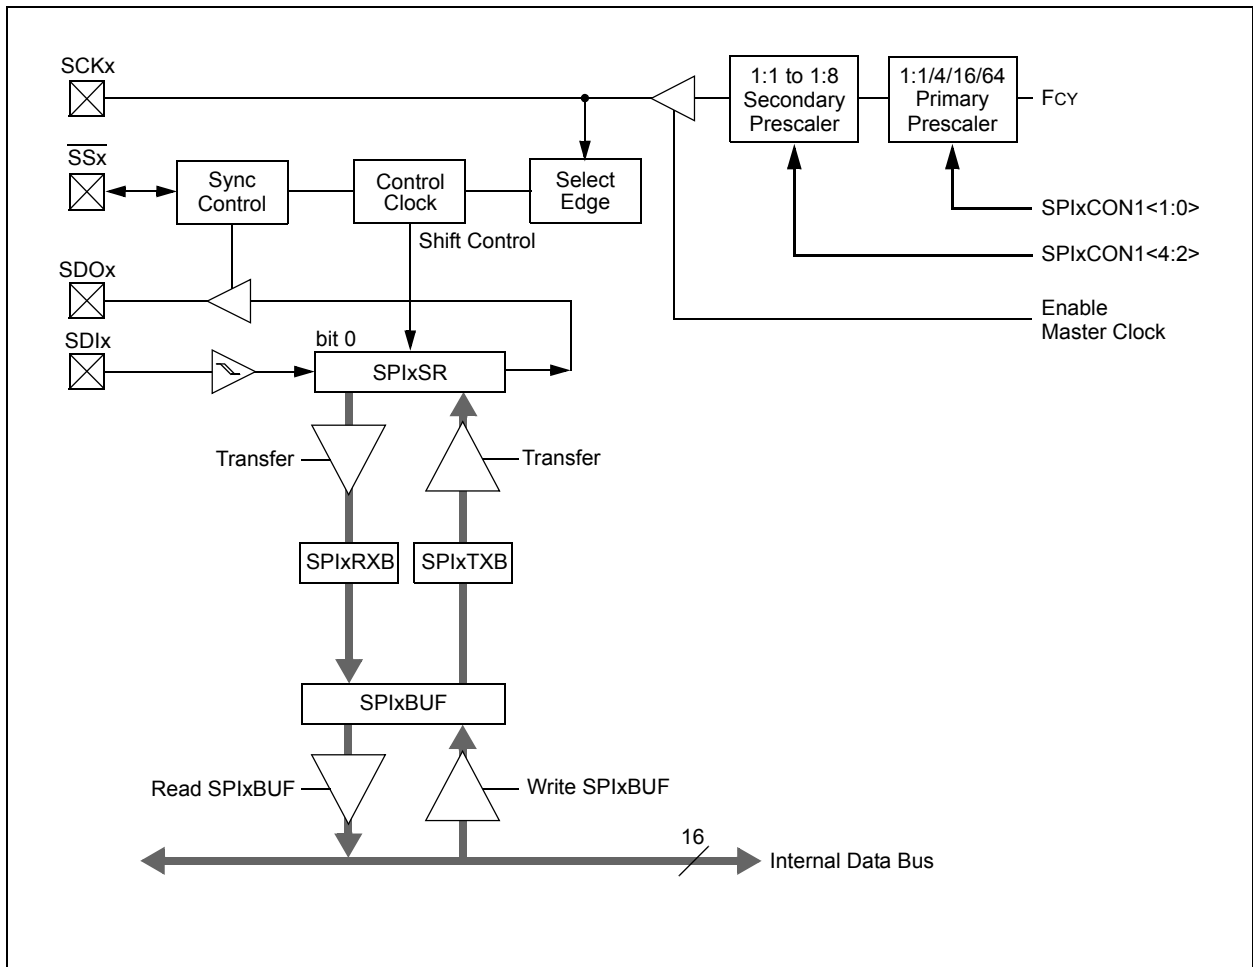 SCKx
1:1 to 1:8
Secondary
Prescaler
1:1/4/16/64
Primary
Prescaler
FCY
SSx
Sync
Control
Control
Clock
Select
Edge
SPIxCON1<1:0>
Shift Control
SPIxCON1<4:2>
SDOx
Enable
Master Clock
SDIx
bit 0
SPIxSR
Transfer
Transfer
SPIxRXB
SPIxTXB
SPIxBUF
Read SPIxBUF
Write SPIxBUF
16
Internal Data Bus